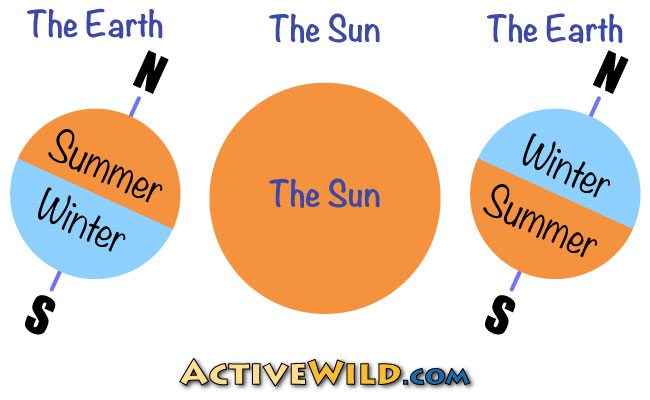 The Earth
The Sun
The Earth
N
N
Summer
Winter
The Sun
Winter
Summer
S
S
ACTIVEWILD.COM